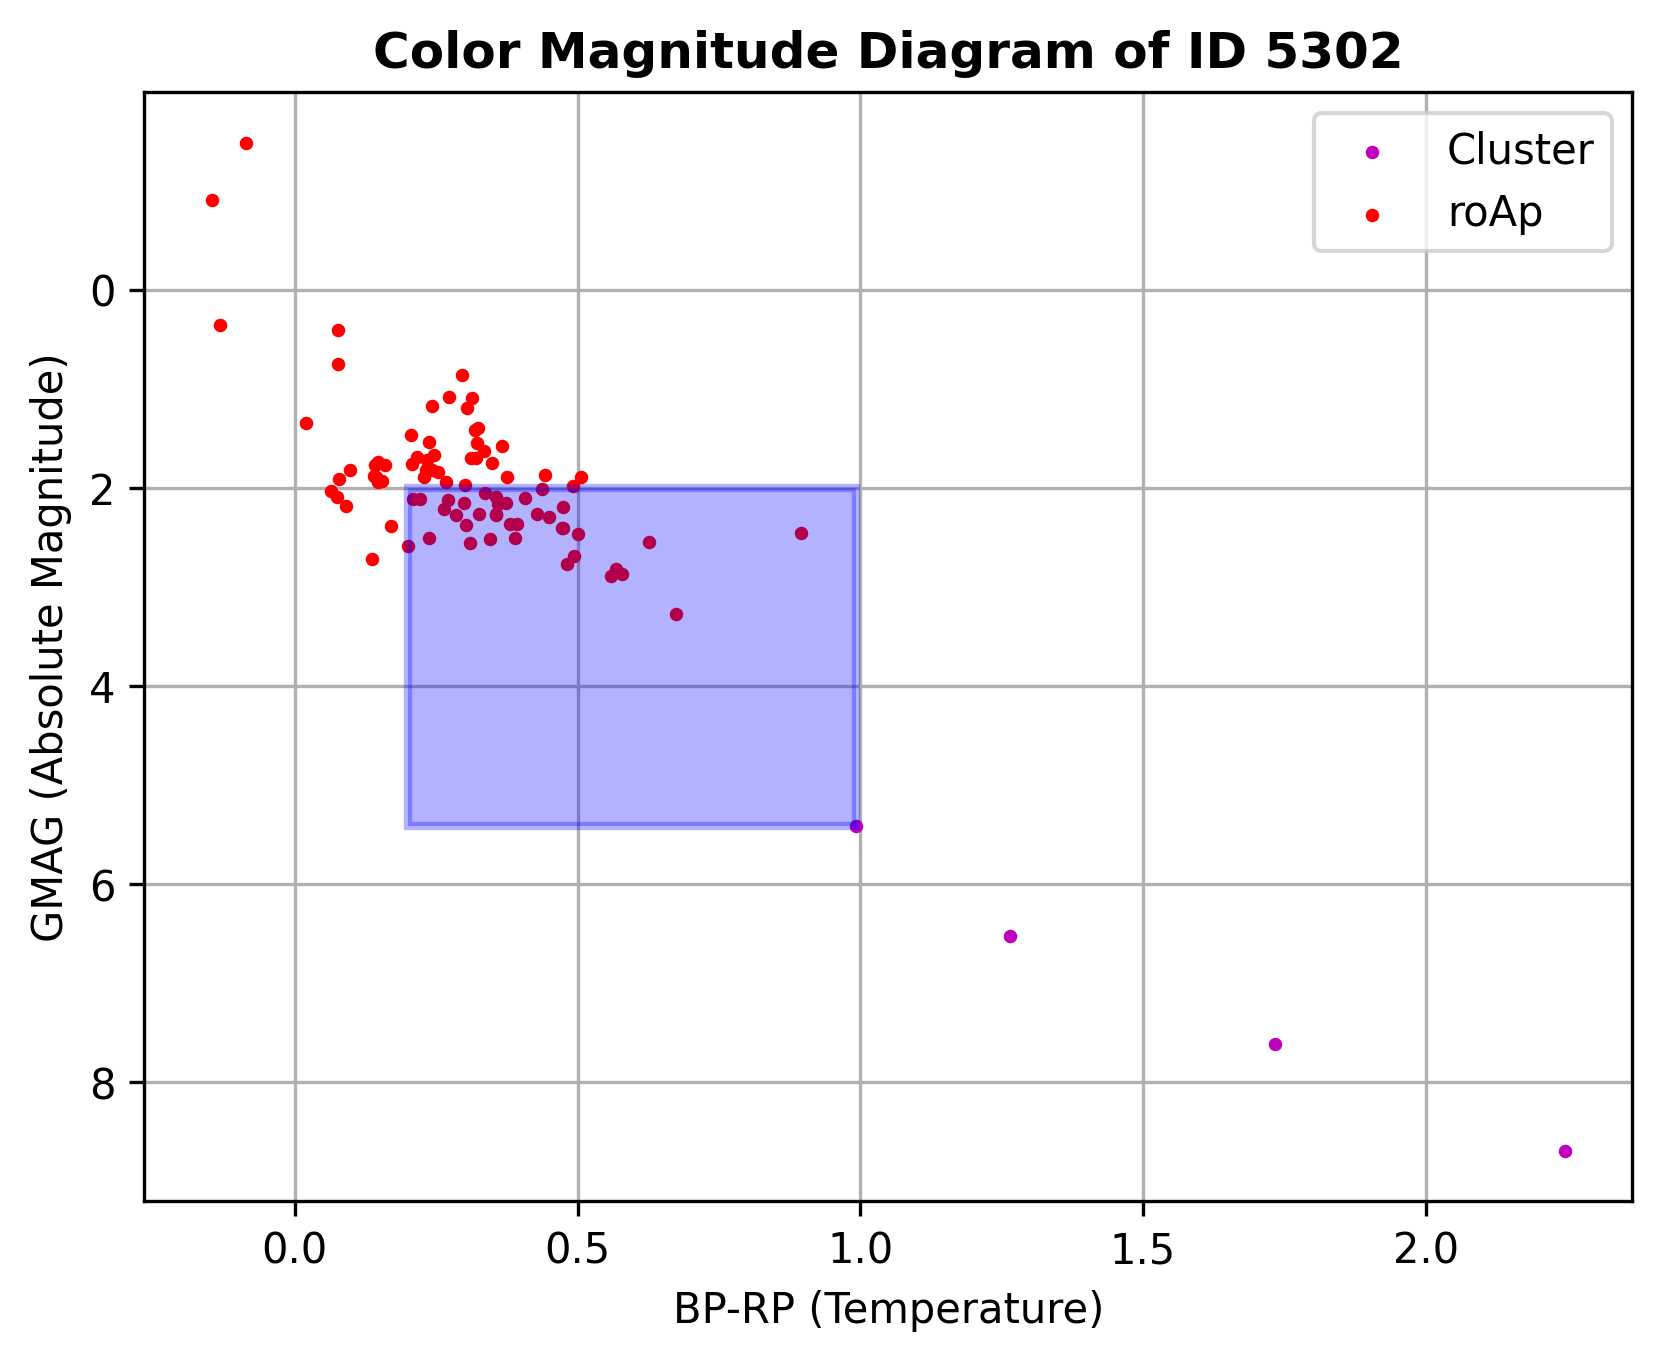 Color Magnitude Diagram of ID 5302
Cluster
roAp
GMAG (Absolute Magnitude)
0
2
4
6
8
0.0 0.5 1.0 1.5 2.0
BP-RP (Temperature)